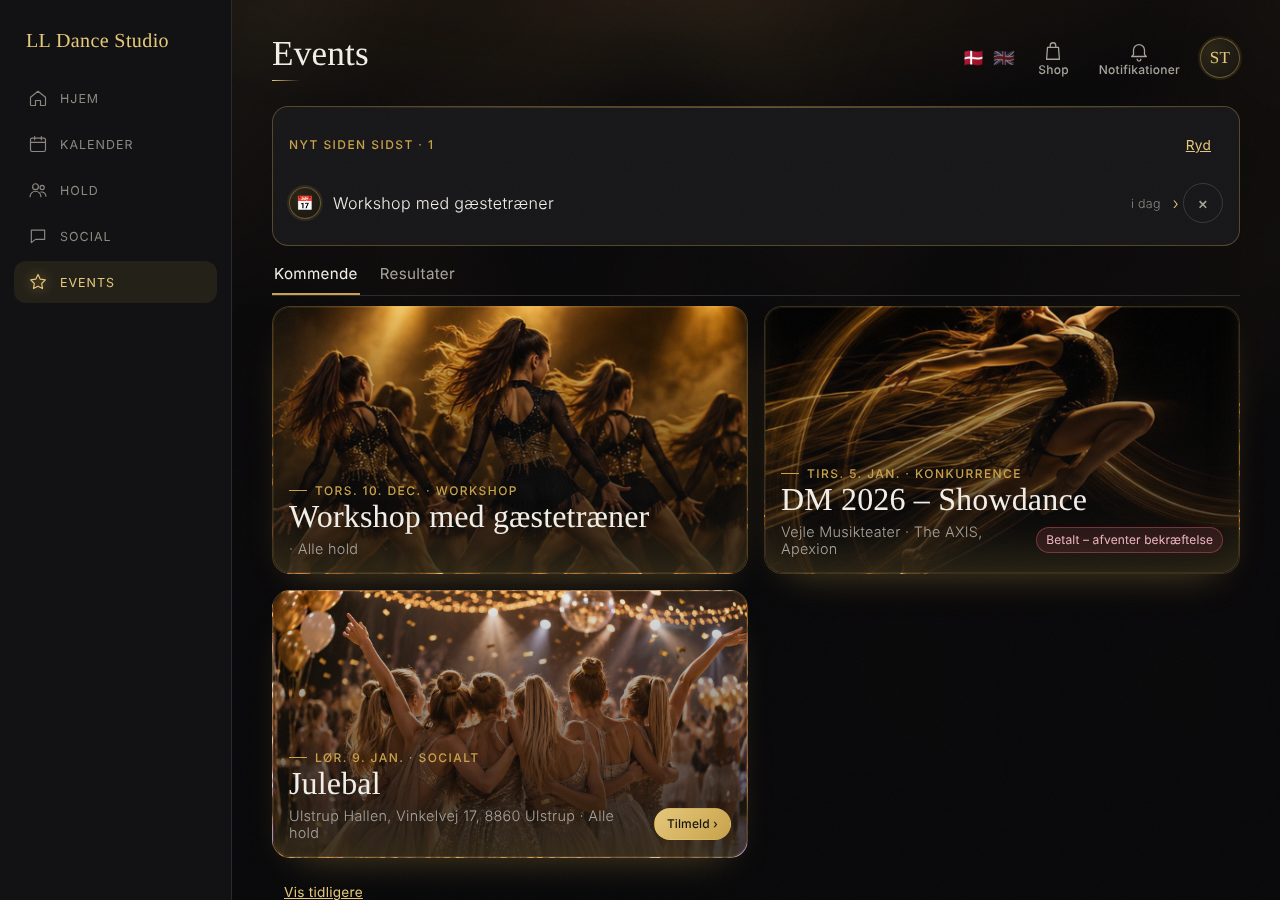 LL Dance Studio
HJEM
KALENDER
HOLD
SOCIAL
EVENTS
Events
Shop
Notifikationer
ST
NYT SIDEN SIDST · 1
Ryd
Workshop med gæstetræner
i dag › ×
Kommende
Resultater
TORS. 10. DEC. · WORKSHOP
Workshop med gæstetræner
· Alle hold
TIRS. 5. JAN. · KONKURRENCE
DM 2026 – Showdance
Vejle Musikteater · The AXIS,
Apexion
Betalt – afventer bekræftelse
LØR. 9. JAN. · SOCIALT
Julebal
Ulstrup Hallen, Vinkelvej 17, 8860 Ulstrup · Alle
hold
Tilmeld ›
Vis tidligere